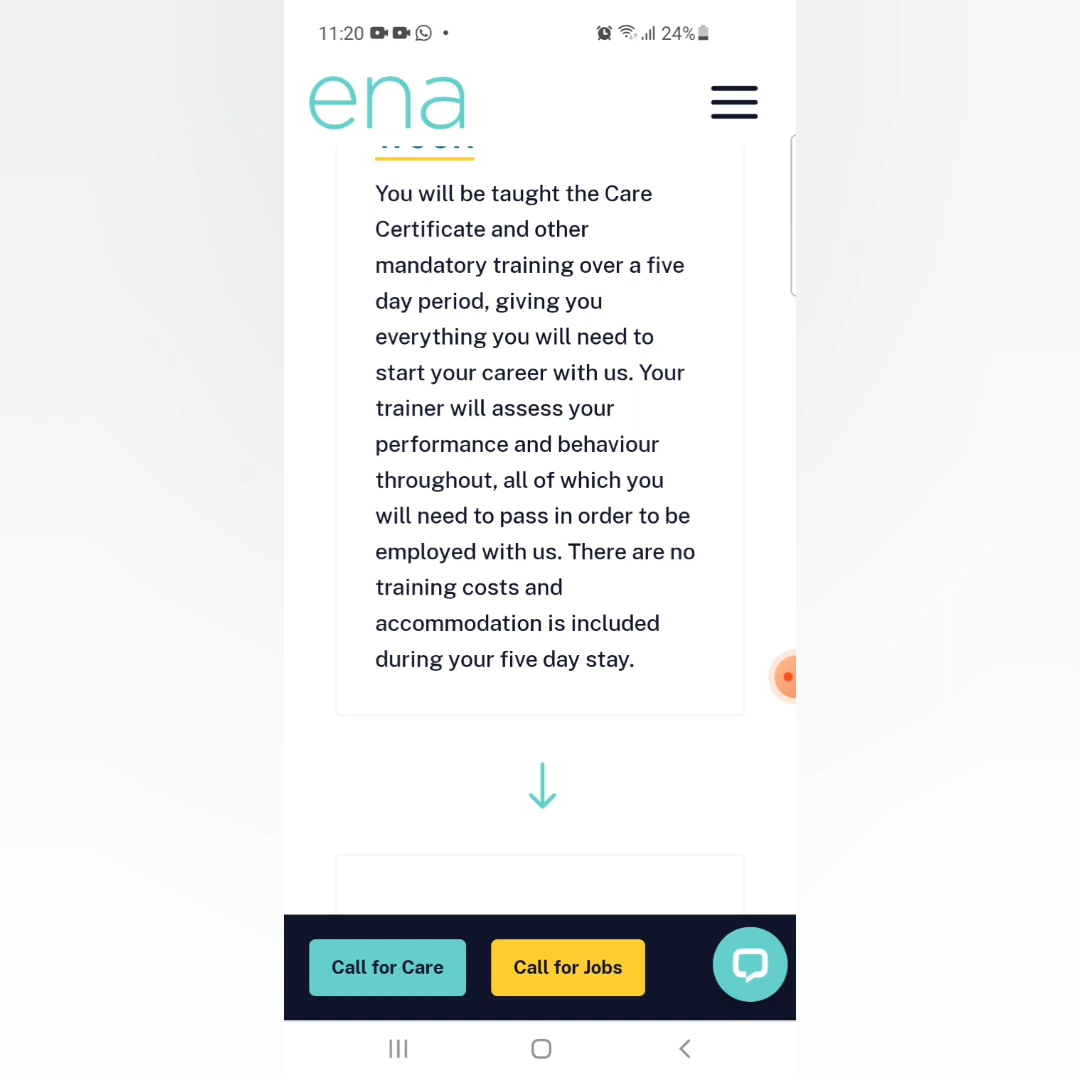 11:20
24%
ena
You will be taught the Care
Certificate and other
mandatory training over a five
day period, giving you
everything you will need to
start your career with us. Your
trainer will assess your
performance and behaviour
throughout, all of which you
will need to pass in order to be
employed with us. There are no
training costs and
accommodation is included
during your five day stay.
Call for Care
Call for Jobs